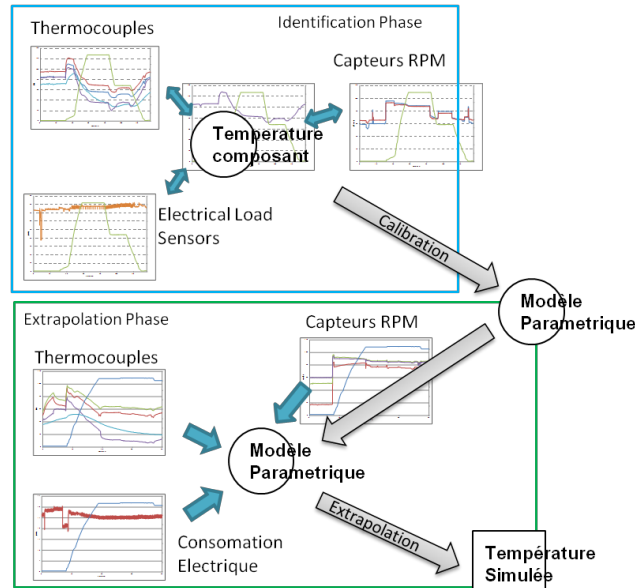 Identification Phase
Thermocouples
Capteurs RPM
Température
composant
Electrical Load
Sensors
Calibration
Modèle
Parametrique
Extrapolation Phase
Capteurs RPM
Thermocouples
Modèle
Parametrique
Consomation
Electrique
Extrapolation
Température
Simulée